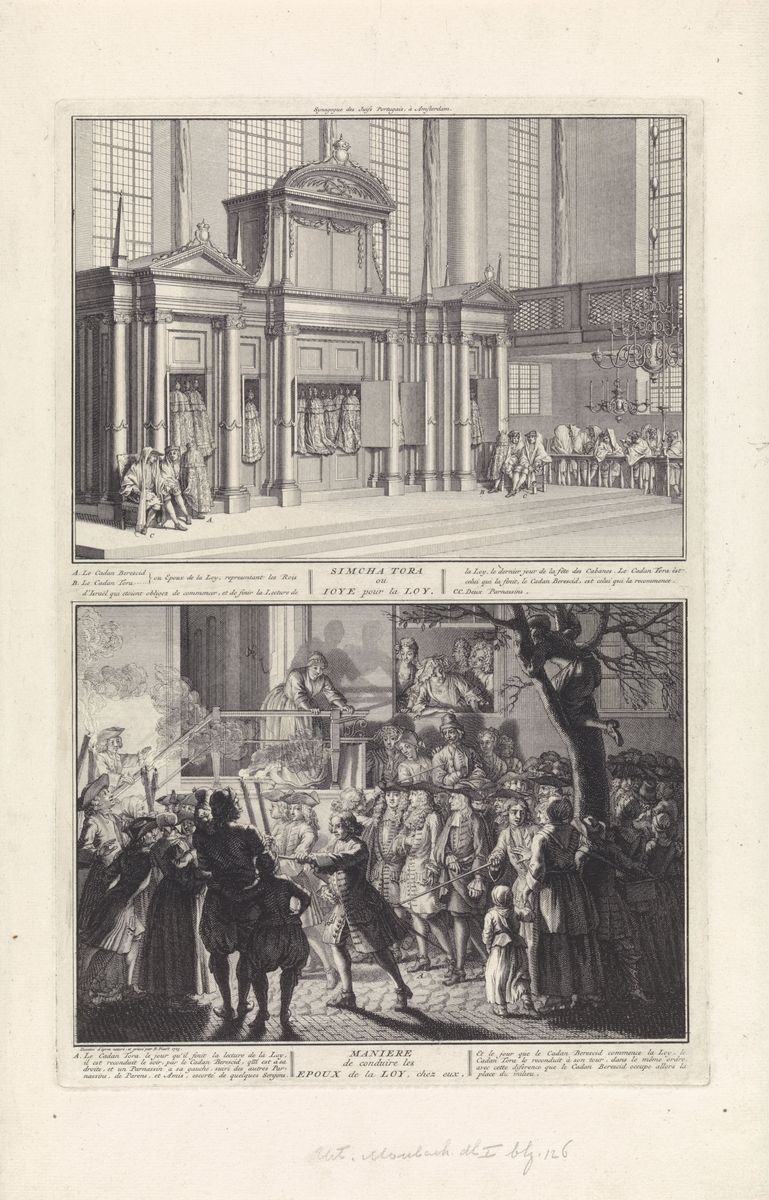 Synagogue des Juifs Portugais, à Amsterdam.
A. Le Cadan Berescid
B. Le Cadan Tora
ou Epoux de la Loy, representant les Rois
d'Israël qui etoient obligez de commencer, et de finir la Lecture de
SIMCHA TORA
ou
IOYE pour la LOY.
la Loy, le dernier jour de la fête des Cabanes. Le Cadan Tora est
celui qui la finit, le Cadan Berescid, est celui qui la recommence.
CC. Deux Parnassins.
A. Le Cadan Tora, le jour qu'il finit la lecture de la Loy,
il est reconduit le soir, par le Cadan Berescid, qui est a sa
droite, et un Parnassin à sa gauche, suivi des autres Par-
nassins, de Parens, et Amis, escorté de quelques Sergens.
MANIERE
de conduire les
EPOUX de la LOY, chez eux.
Et le jour que le Cadan Berescid commence la Loy, le
Cadan Tora le reconduit à son tour, dans le même ordre,
avec cette diference que le Cadan Berescid occupe allors la
place du milieu.
blz. 126